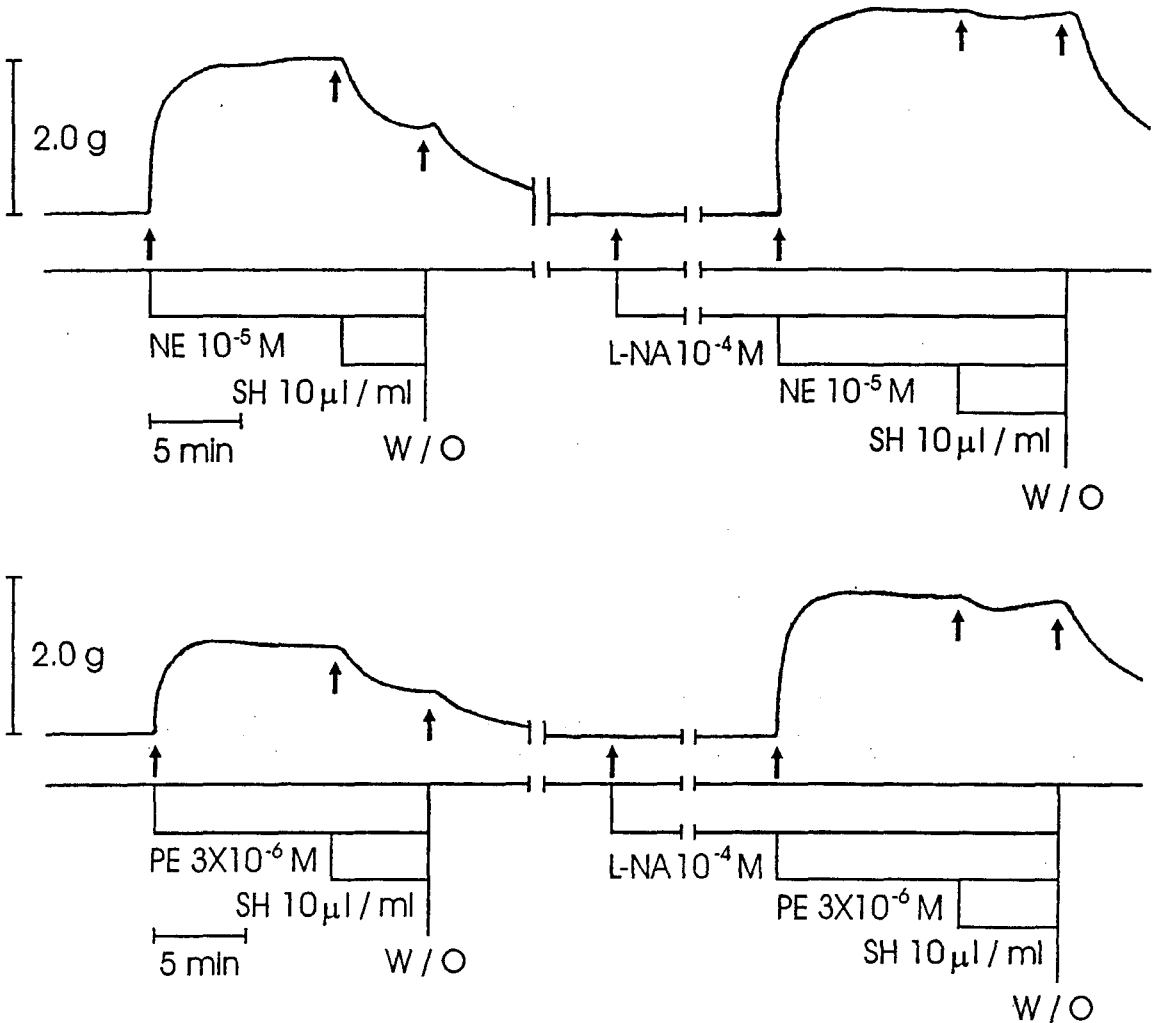 2.0 g
NE 10⁻⁵ M
SH 10 μl / ml
5 min
W / O
L-NA 10⁻⁴ M
NE 10⁻⁵ M
SH 10 μl / ml
W / O
2.0 g
PE 3X10⁻⁶ M
SH 10 μl / ml
5 min
W / O
L-NA 10⁻⁴ M
PE 3X10⁻⁶ M
SH 10 μl / ml
W / O